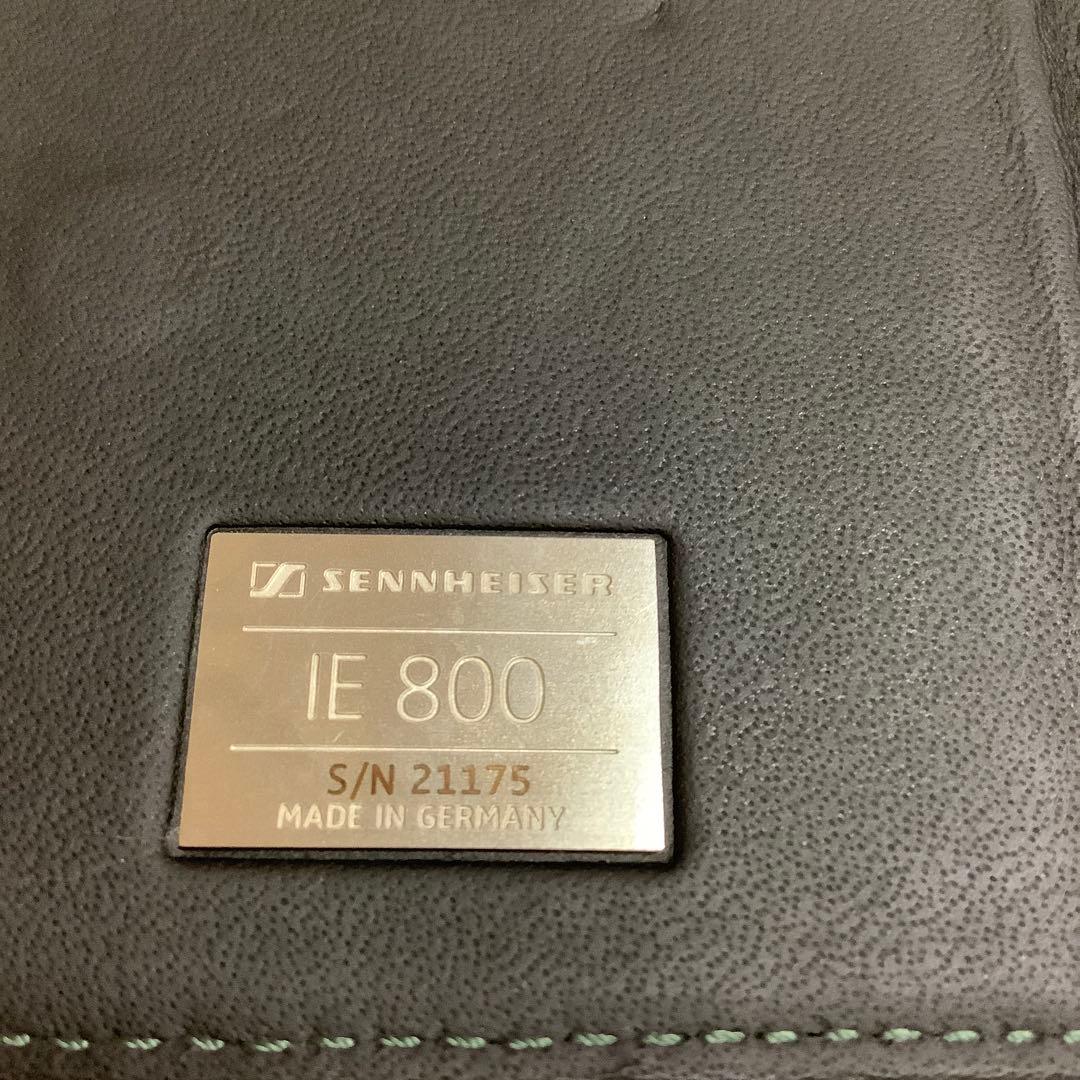 SENNHEISER
IE 800
S/N 21175
MADE IN GERMANY